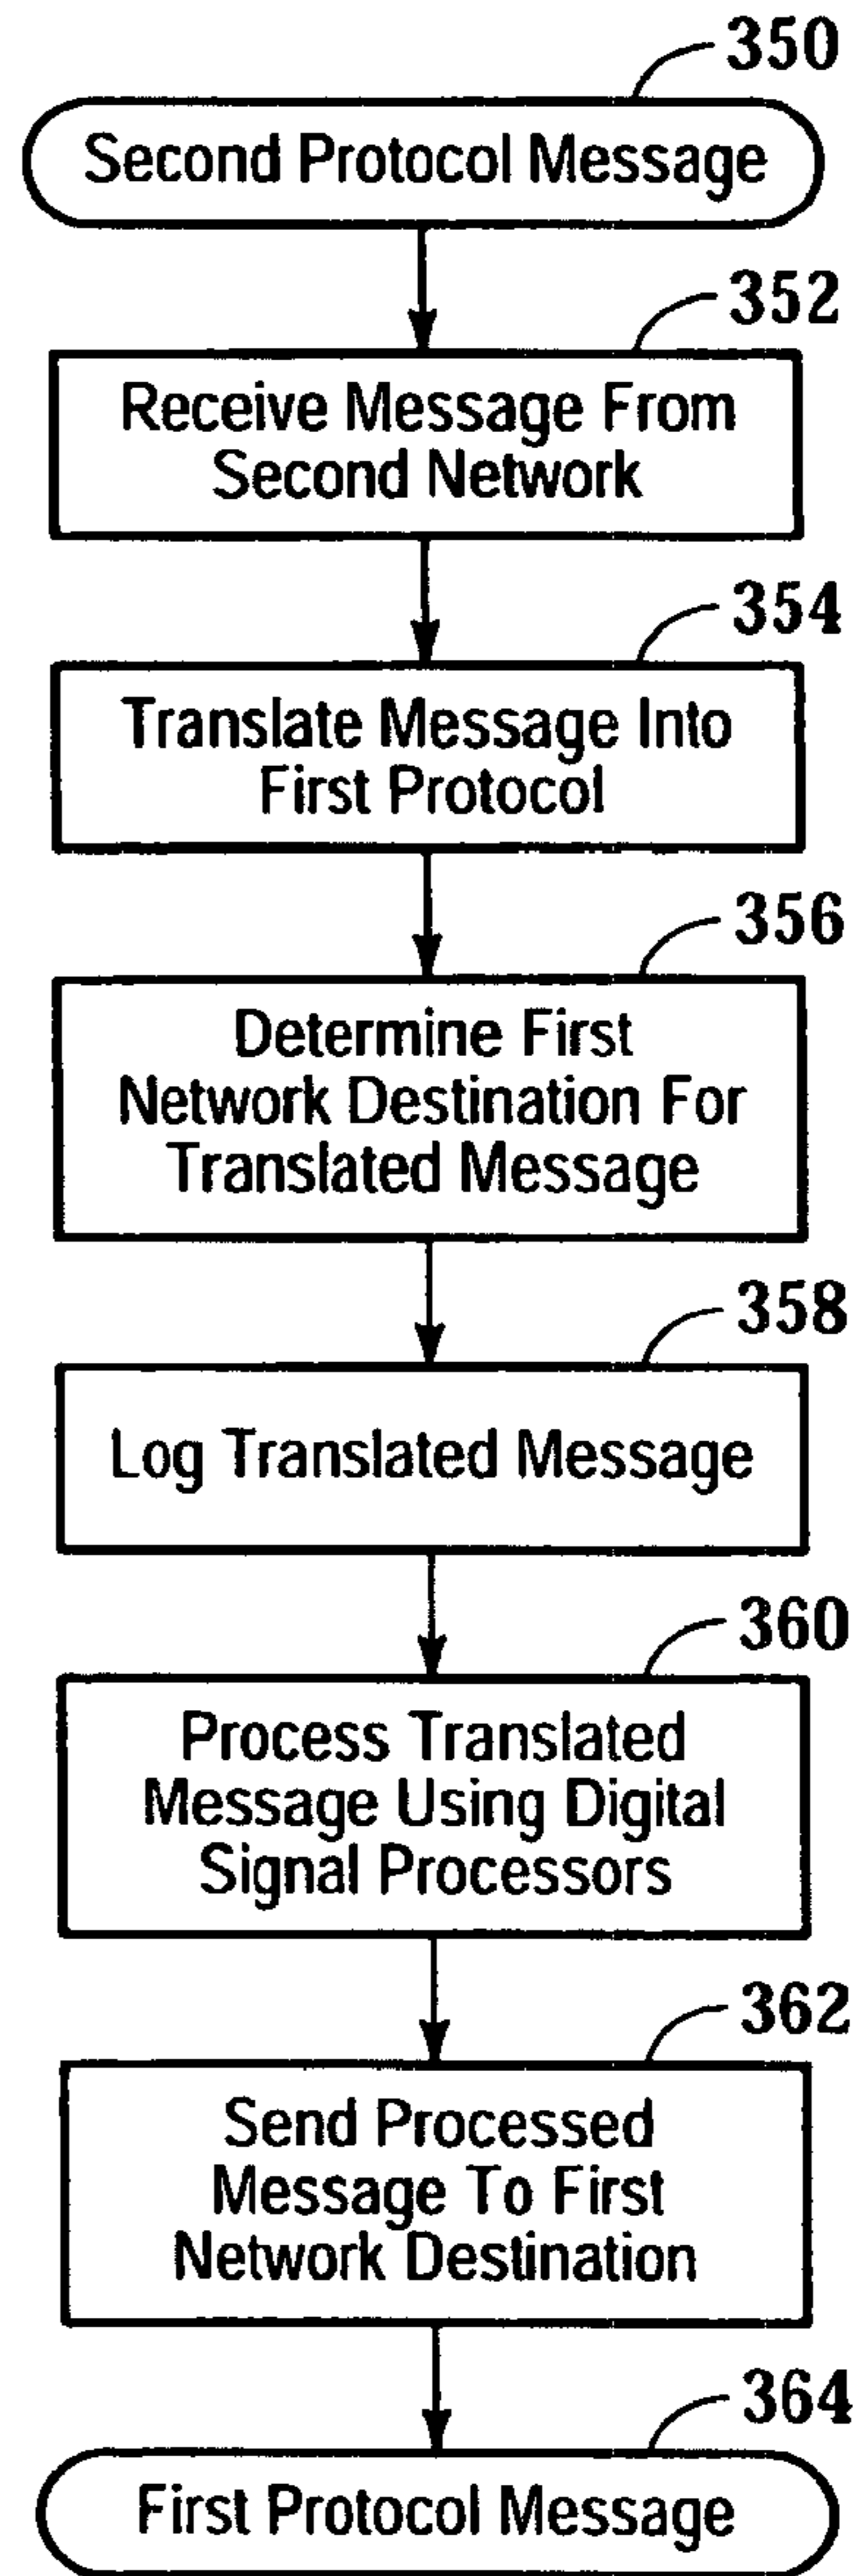 350
Second Protocol Message
352
Receive Message From
Second Network
354
Translate Message Into
First Protocol
356
Determine First
Network Destination For
Translated Message
358
Log Translated Message
360
Process Translated
Message Using Digital
Signal Processors
362
Send Processed
Message To First
Network Destination
364
First Protocol Message